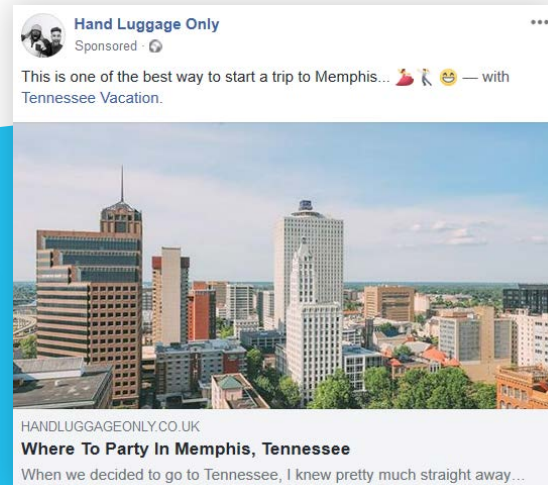 Hand Luggage Only
Sponsored ·
This is one of the best way to start a trip to Memphis... 💃 🕺 😁 — with
Tennessee Vacation.
HANDLUGGAGEONLY.CO.UK
Where To Party In Memphis, Tennessee
When we decided to go to Tennessee, I knew pretty much straight away...